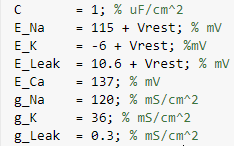 C       = 1; % uF/cm^2
E_Na    = 115 + Vrest; % mV
E_K     = -6 + Vrest; %mV
E_Leak  = 10.6 + Vrest; % mV
E_Ca    = 137; % mV
g_Na    = 120; % mS/cm^2
g_K     = 36; % mS/cm^2
g_Leak  = 0.3; % mS/cm^2